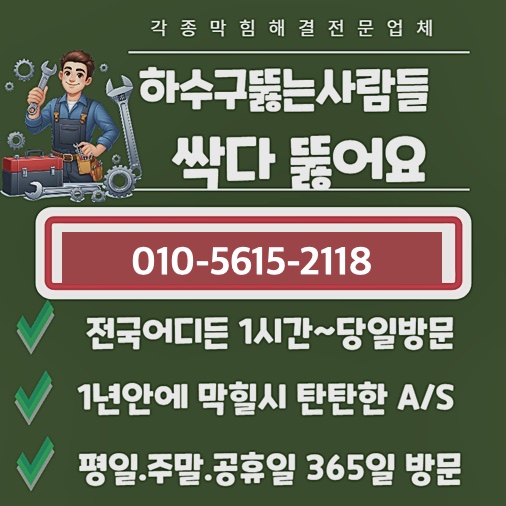 각종막힘해결전문업체
하수구뚫는사람들
싹다 뚫어요
010-5615-2118
전국어디든 1시간~당일방문
1년안에 막힐시 탄탄한 A/S
평일.주말.공휴일 365일 방문